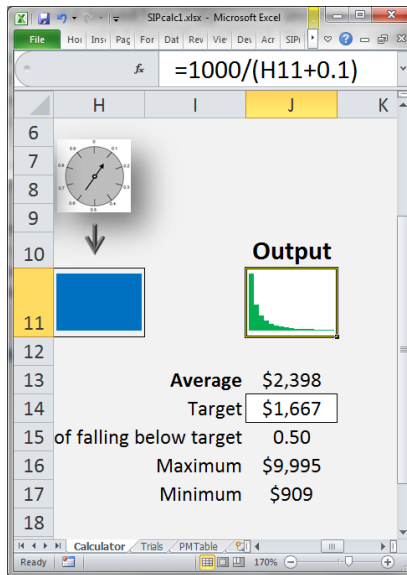 SIPcalc1.xlsx - Microsoft Excel
File Hoi Insi Pag For Dat Rev Vie Dev Acr SIPi
fx =1000/(H11+0.1)
H I J K
6
7
8
9
10 Output
11
12
13 Average $2,398
14 Target $1,667
15 of falling below target 0.50
16 Maximum $9,995
17 Minimum $909
18
Calculator Trials PMTable
Ready 170%